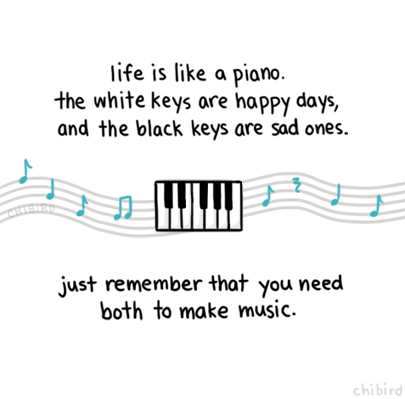 life is like a piano.
the white keys are happy days,
and the black keys are sad ones.
CHIBIRD
just remember that you need
both to make music.
chibird